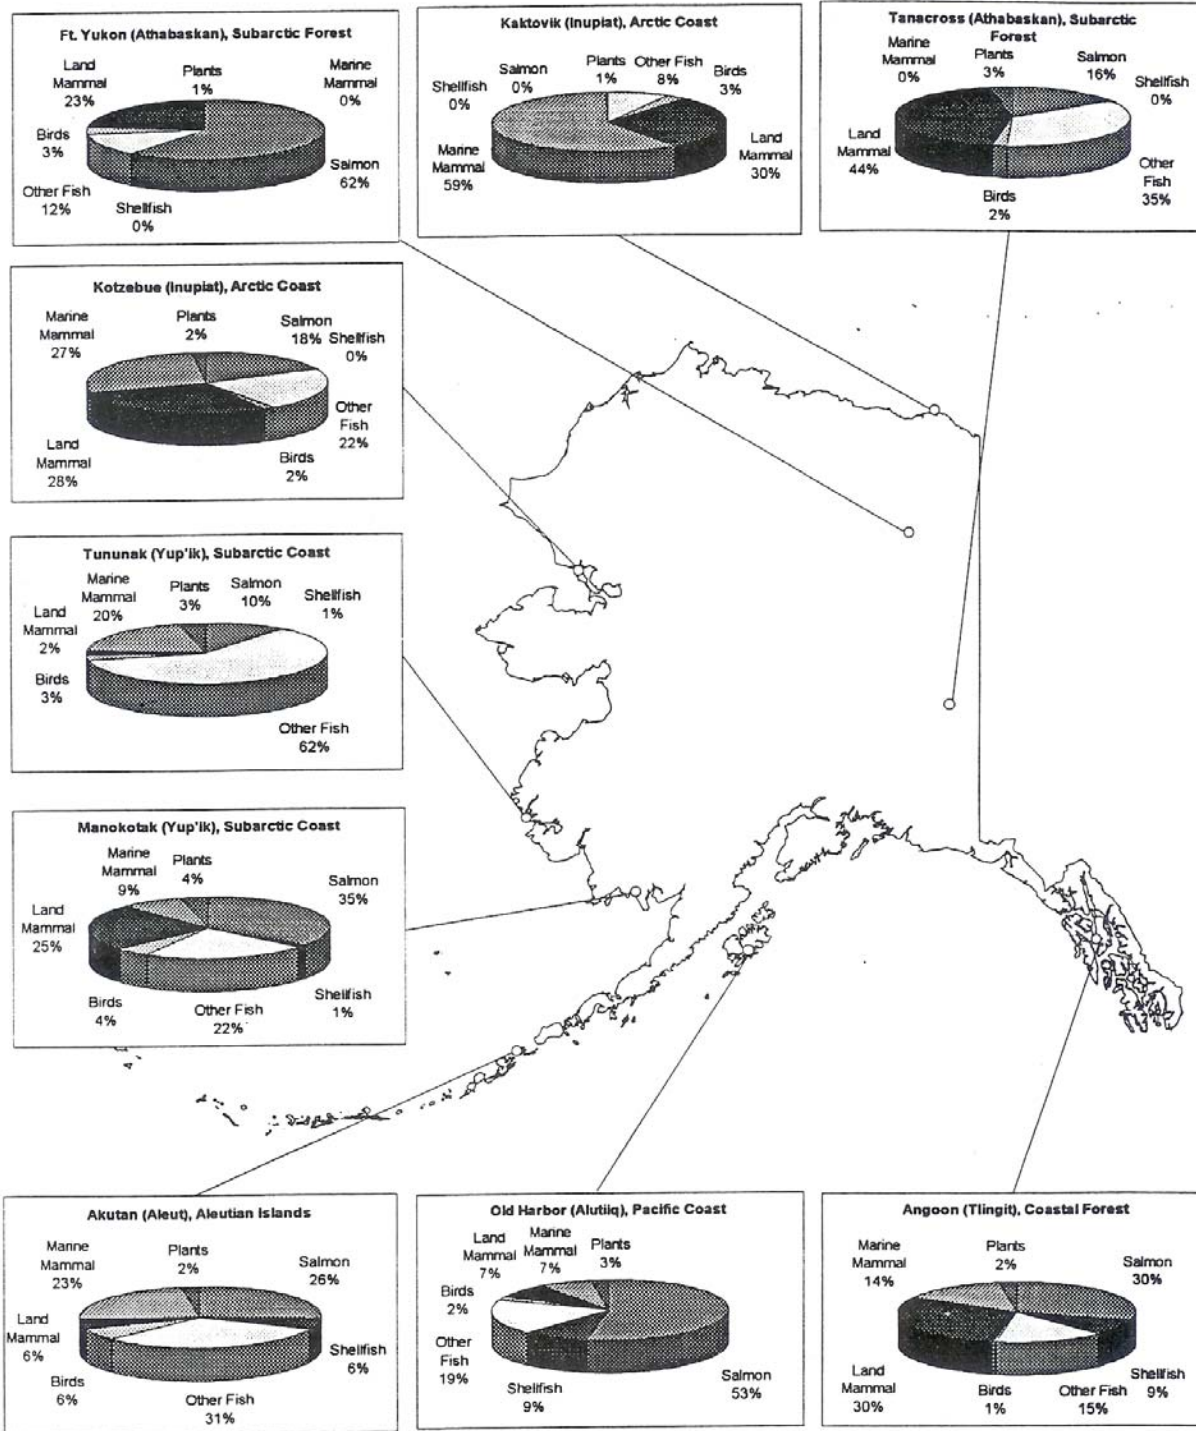 Ft. Yukon (Athabaskan), Subarctic Forest
Land
Mammal
23%
Plants
1%
Marine
Mammal
0%
Birds
3%
Salmon
62%
Other Fish
12%
Shellfish
0%
Kaktovik (Inupiat), Arctic Coast
Shellfish
0%
Salmon
0%
Plants
1%
Other Fish
8%
Birds
3%
Marine
Mammal
59%
Land
Mammal
30%
Tanacross (Athabaskan), Subarctic
Forest
Marine
Mammal
0%
Plants
3%
Salmon
16%
Shellfish
0%
Land
Mammal
44%
Birds
2%
Other
Fish
35%
Kotzebue (Inupiat), Arctic Coast
Marine
Mammal
27%
Plants
2%
Salmon
18%
Shellfish
0%
Land
Mammal
28%
Birds
2%
Other
Fish
22%
Tununak (Yup'ik), Subarctic Coast
Land
Mammal
2%
Marine
Mammal
20%
Plants
3%
Salmon
10%
Shellfish
1%
Birds
3%
Other Fish
62%
Manokotak (Yup'ik), Subarctic Coast
Land
Mammal
25%
Marine
Mammal
9%
Plants
4%
Salmon
35%
Birds
4%
Other Fish
22%
Shellfish
1%
Akutan (Aleut), Aleutian Islands
Marine
Mammal
23%
Plants
2%
Salmon
26%
Land
Mammal
6%
Birds
6%
Other Fish
31%
Shellfish
6%
Old Harbor (Alutiiq), Pacific Coast
Land
Mammal
7%
Marine
Mammal
7%
Plants
3%
Birds
2%
Other
Fish
19%
Shellfish
9%
Salmon
53%
Angoon (Tlingit), Coastal Forest
Marine
Mammal
14%
Plants
2%
Salmon
30%
Land
Mammal
30%
Birds
1%
Other Fish
15%
Shellfish
9%